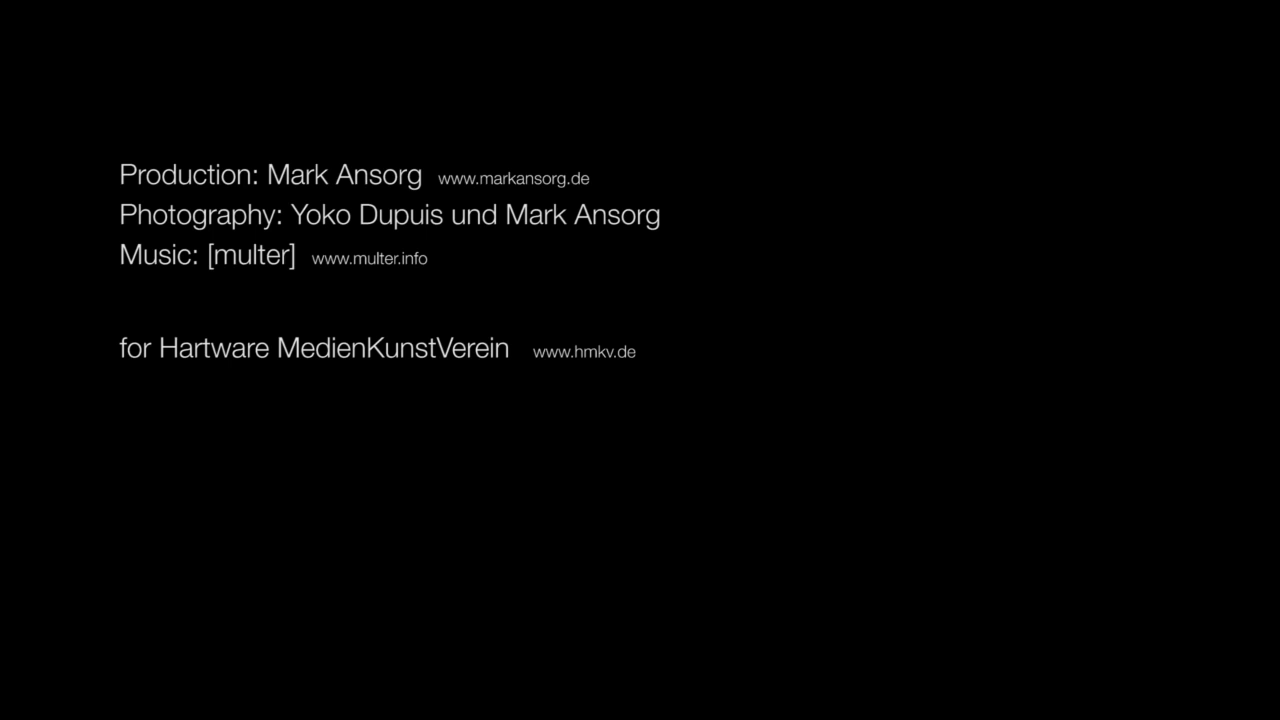 Production: Mark Ansorg www.markansorg.de
Photography: Yoko Dupuis und Mark Ansorg
Music: [multer] www.multer.info
for Hartware MedienKunstVerein www.hmkv.de